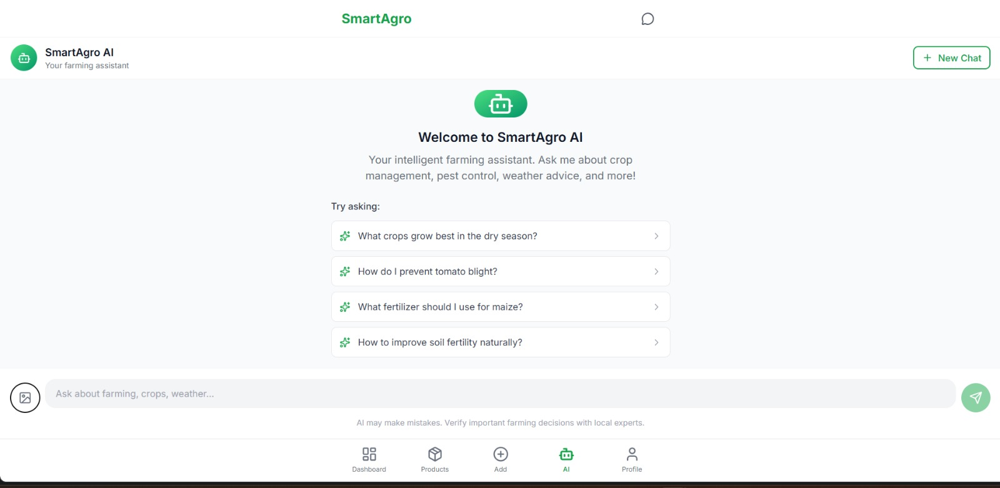 SmartAgro
SmartAgro AI
Your farming assistant
New Chat
Welcome to SmartAgro AI
Your intelligent farming assistant. Ask me about crop
management, pest control, weather advice, and more!
Try asking:
What crops grow best in the dry season?
How do I prevent tomato blight?
What fertilizer should I use for maize?
How to improve soil fertility naturally?
Ask about farming, crops, weather...
AI may make mistakes. Verify important farming decisions with local experts.
Dashboard
Products
Add
AI
Profile